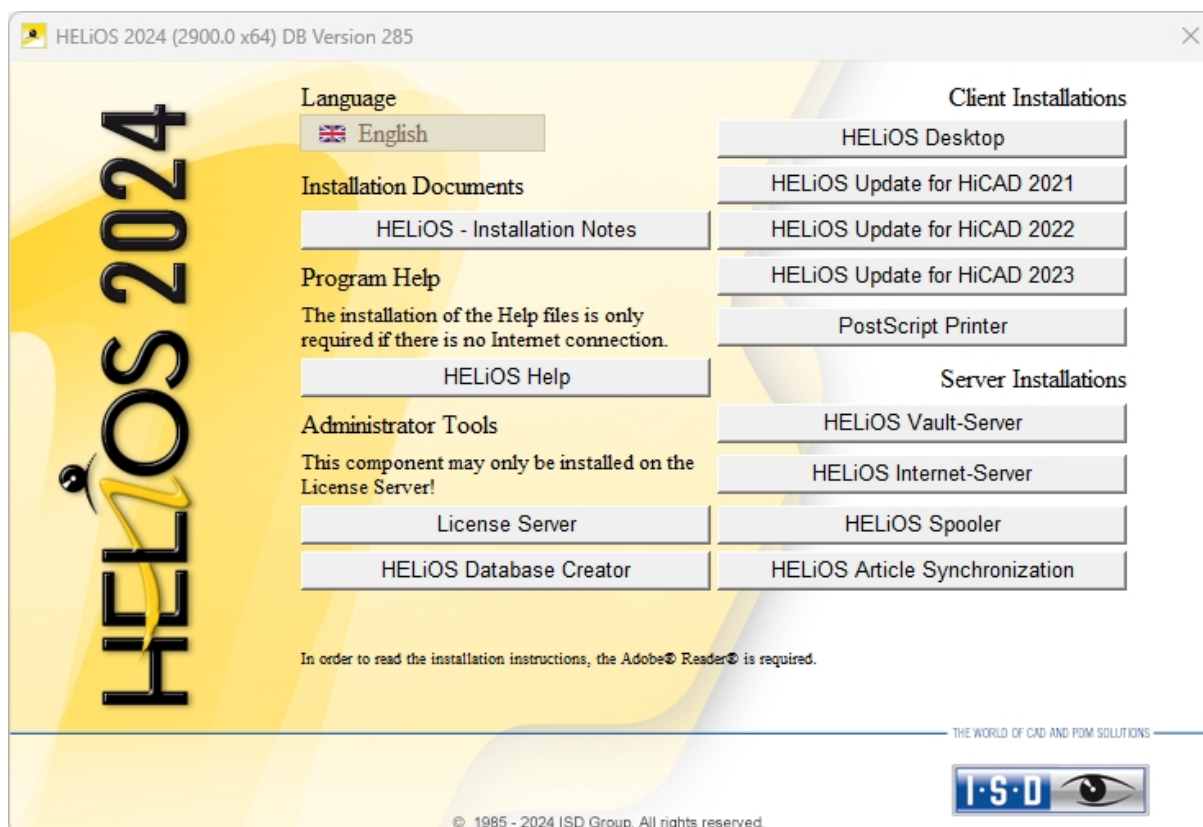 HELiOS 2024 (2900.0 x64) DB Version 285
HELiOS 2024
Language
English
Installation Documents
HELiOS - Installation Notes
Program Help
The installation of the Help files is only
required if there is no Internet connection.
HELiOS Help
Administrator Tools
This component may only be installed on the
License Server!
License Server
HELiOS Database Creator
Client Installations
HELiOS Desktop
HELiOS Update for HiCAD 2021
HELiOS Update for HiCAD 2022
HELiOS Update for HiCAD 2023
PostScript Printer
Server Installations
HELiOS Vault-Server
HELiOS Internet-Server
HELiOS Spooler
HELiOS Article Synchronization
In order to read the installation instructions, the Adobe® Reader® is required.
THE WORLD OF CAD AND PDM SOLUTIONS
I·S·D
© 1985 - 2024 ISD Group. All rights reserved.